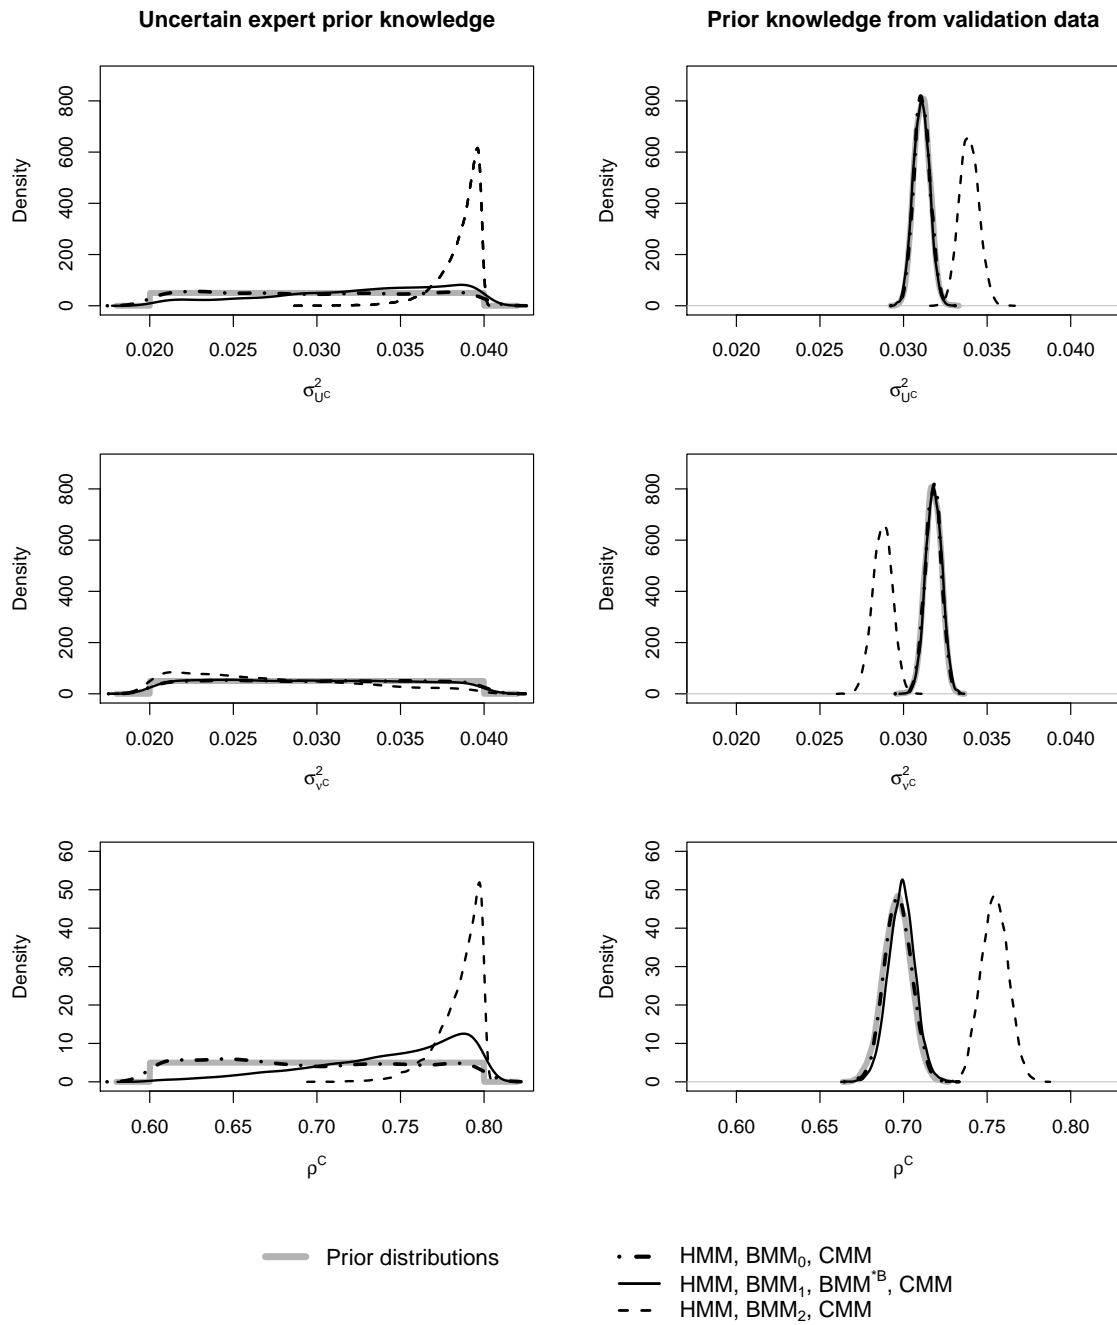 Uncertain expert prior knowledge
Prior knowledge from validation data
Density
0 200 400 600 800
0.020 0.025 0.030 0.035 0.040
σ²_U^C
Density
0 200 400 600 800
0.020 0.025 0.030 0.035 0.040
σ²_U^C
Density
0 200 400 600 800
0.020 0.025 0.030 0.035 0.040
σ²_ν^C
Density
0 200 400 600 800
0.020 0.025 0.030 0.035 0.040
σ²_ν^C
Density
0 10 20 30 40 50 60
0.60 0.65 0.70 0.75 0.80
ρ^C
Density
0 10 20 30 40 50 60
0.60 0.65 0.70 0.75 0.80
ρ^C
Prior distributions
HMM, BMM₀, CMM
HMM, BMM₁, BMM^*B, CMM
HMM, BMM₂, CMM